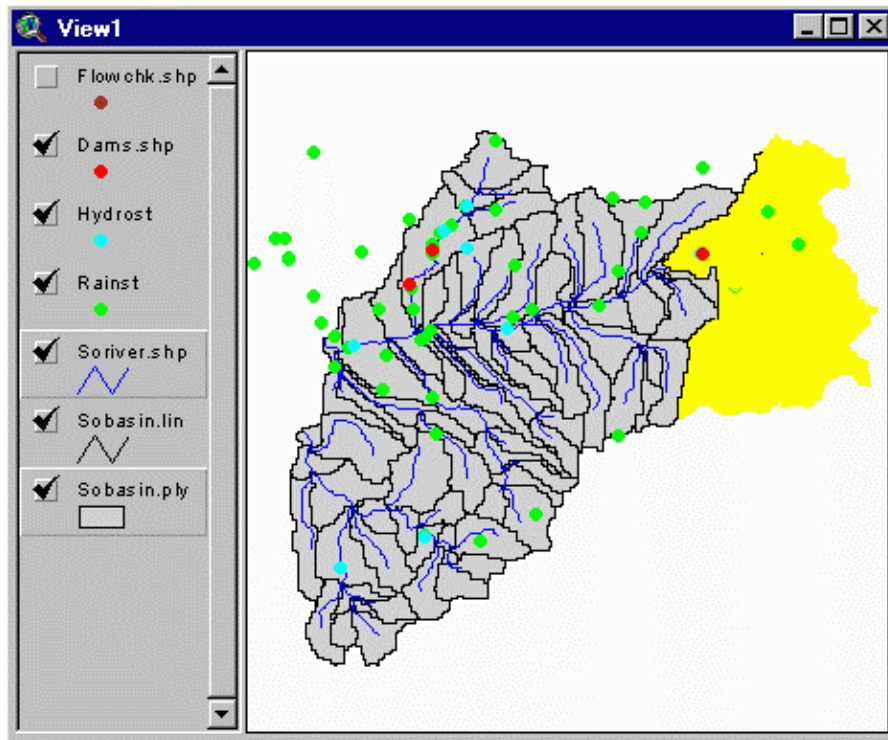 View1
Flowchk.shp
Dams.shp
Hydrost
Rainst
Soriver.shp
Sobasin.lin
Sobasin.ply